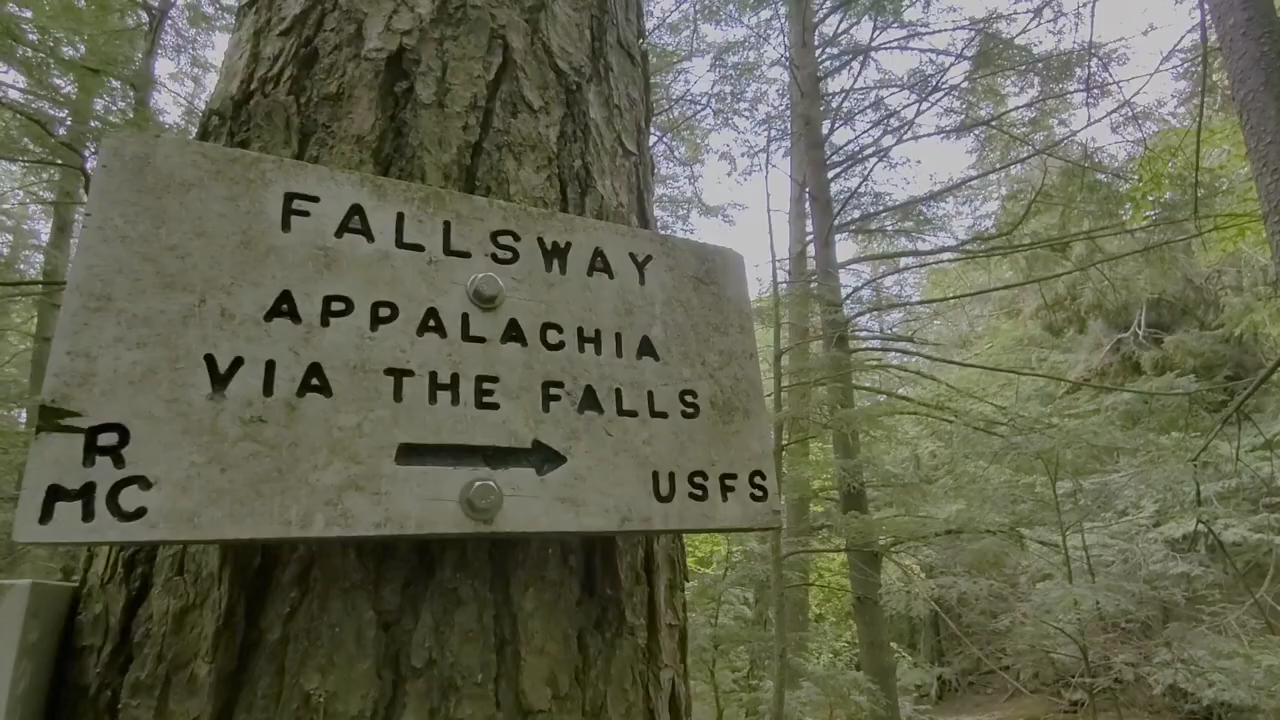 FALLSWAY
APPALACHIA
VIA THE FALLS
R
MC
USFS